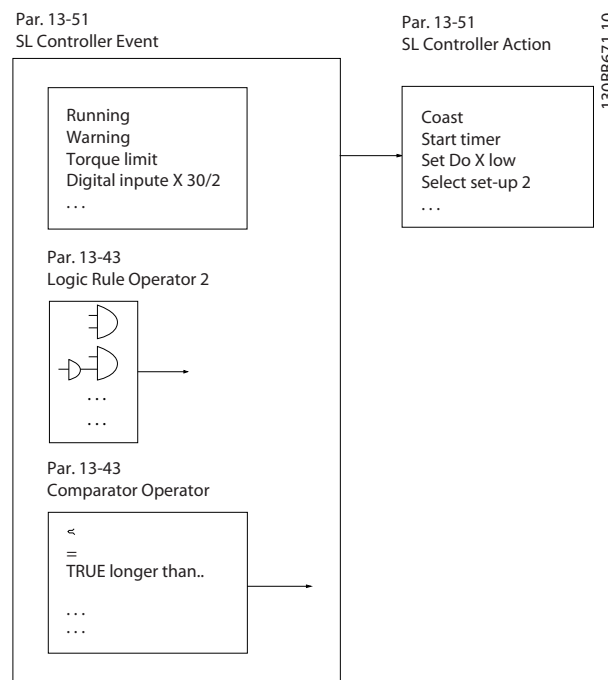 Par. 13-51
SL Controller Event
Par. 13-51
SL Controller Action
130BB671.10
Running
Warning
Torque limit
Digital inpute X 30/2
. . .
Coast
Start timer
Set Do X low
Select set-up 2
. . .
Par. 13-43
Logic Rule Operator 2
. . .
. . .
Par. 13-43
Comparator Operator
<
=
TRUE longer than..
. . .
. . .